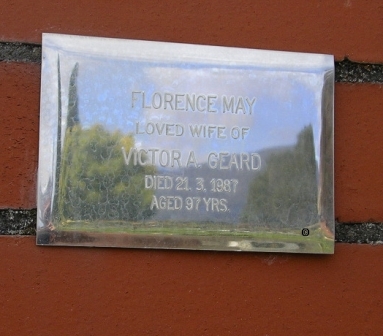 FLORENCE MAY
LOVED WIFE OF
VICTOR A. GEARD
DIED 21. 3, 1987
AGED 97 YRS.